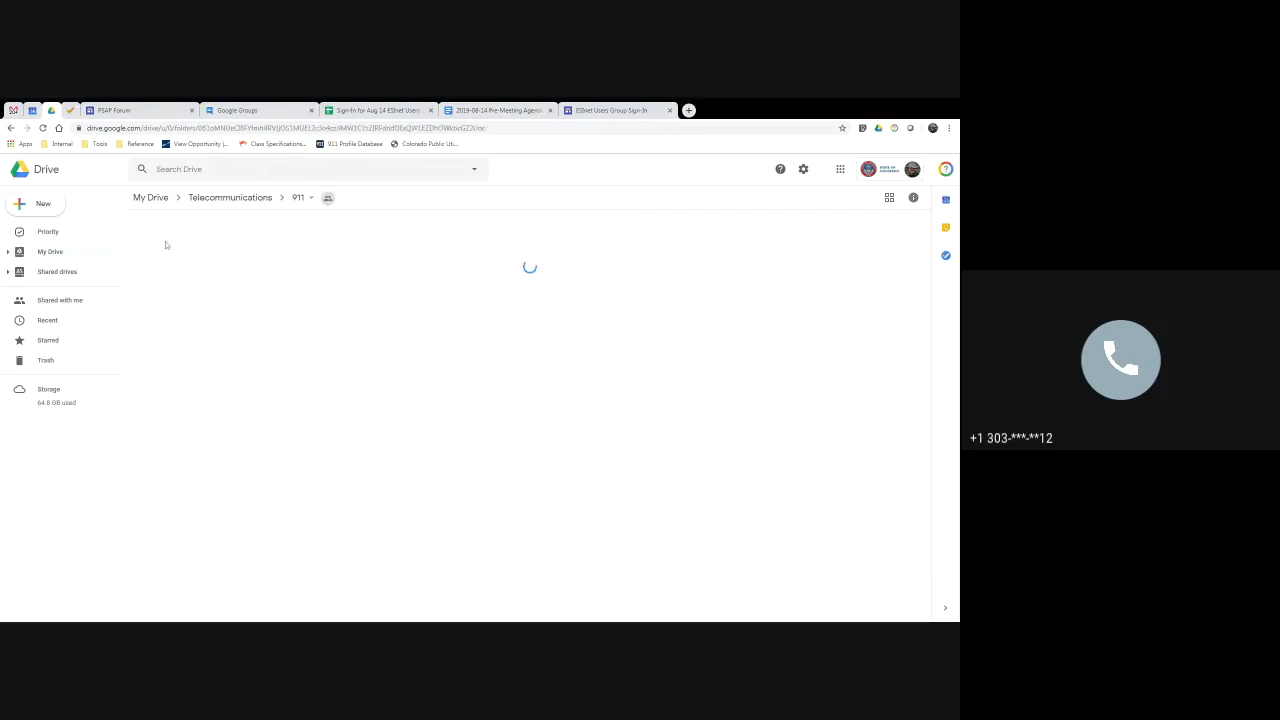 PSAP Forum
Google Groups
Sign-In for Aug 14 ESInet Users
2019-08-14 Pre-Meeting Agend
ESInet Users Group Sign-In
Apps
Internal
Tools
Reference
View Opportunity |...
Class Specifications...
911 Profile Database
Colorado Public Uti...
Drive
Search Drive
New
My Drive
Telecommunications
911
Priority
My Drive
Shared drives
Shared with me
Recent
Starred
Trash
Storage
64.8 GB used
+1 303-***-**12